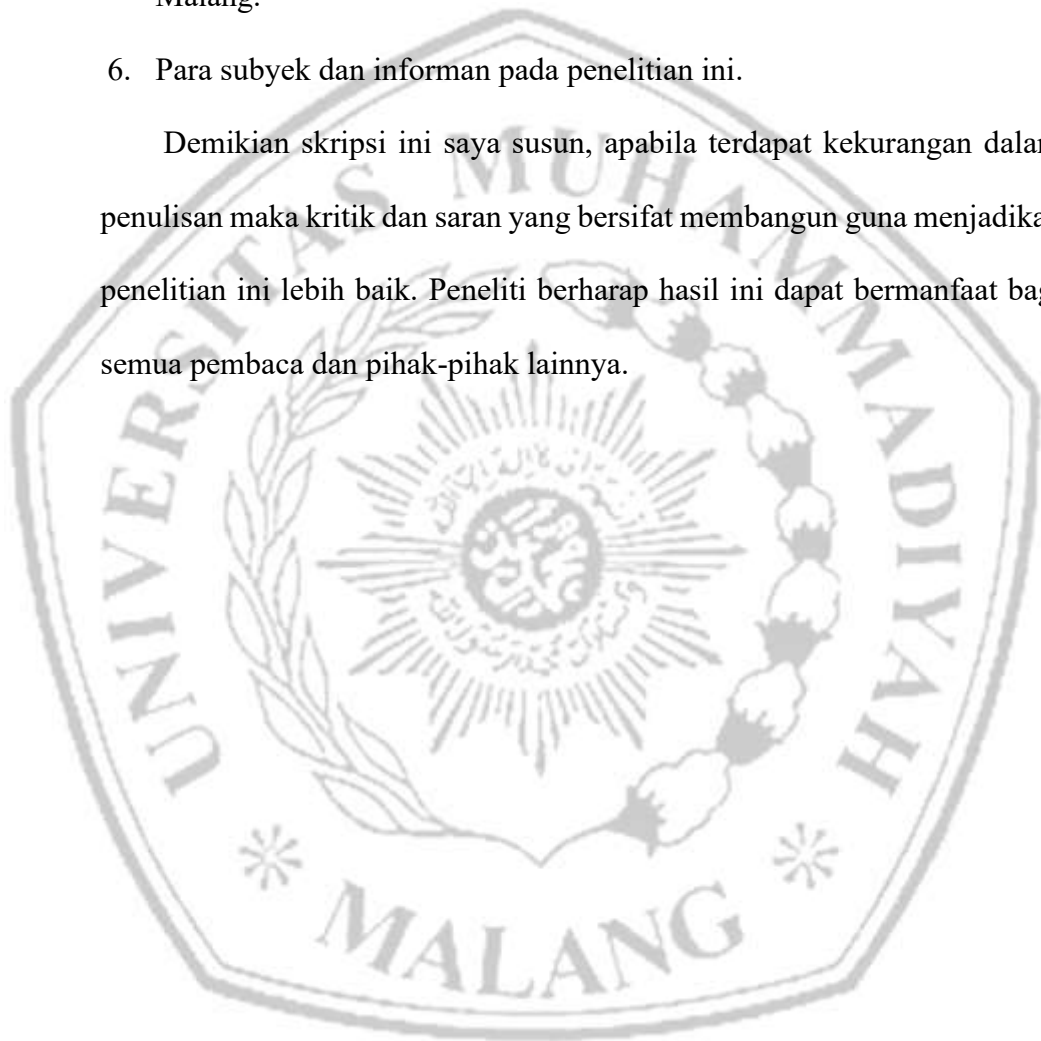 Malang.
6. Para subyek dan informan pada penelitian ini.
Demikian skripsi ini saya susun, apabila terdapat kekurangan dalam
penulisan maka kritik dan saran yang bersifat membangun guna menjadika
penelitian ini lebih baik. Peneliti berharap hasil ini dapat bermanfaat bag
semua pembaca dan pihak-pihak lainnya.
UNIVERSITAS MUHAMMADIYAH
MALANG